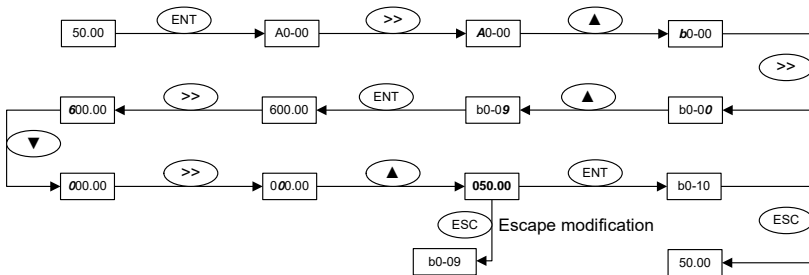 50.00 ENT A0-00 >> A0-00 ▲ b0-00
>>
600.00 >> 600.00 ENT b0-09 ▲ b0-00
▼
000.00 >> 000.00 ▲ 050.00 ENT b0-10
ESC Escape modification ESC
b0-09 50.00